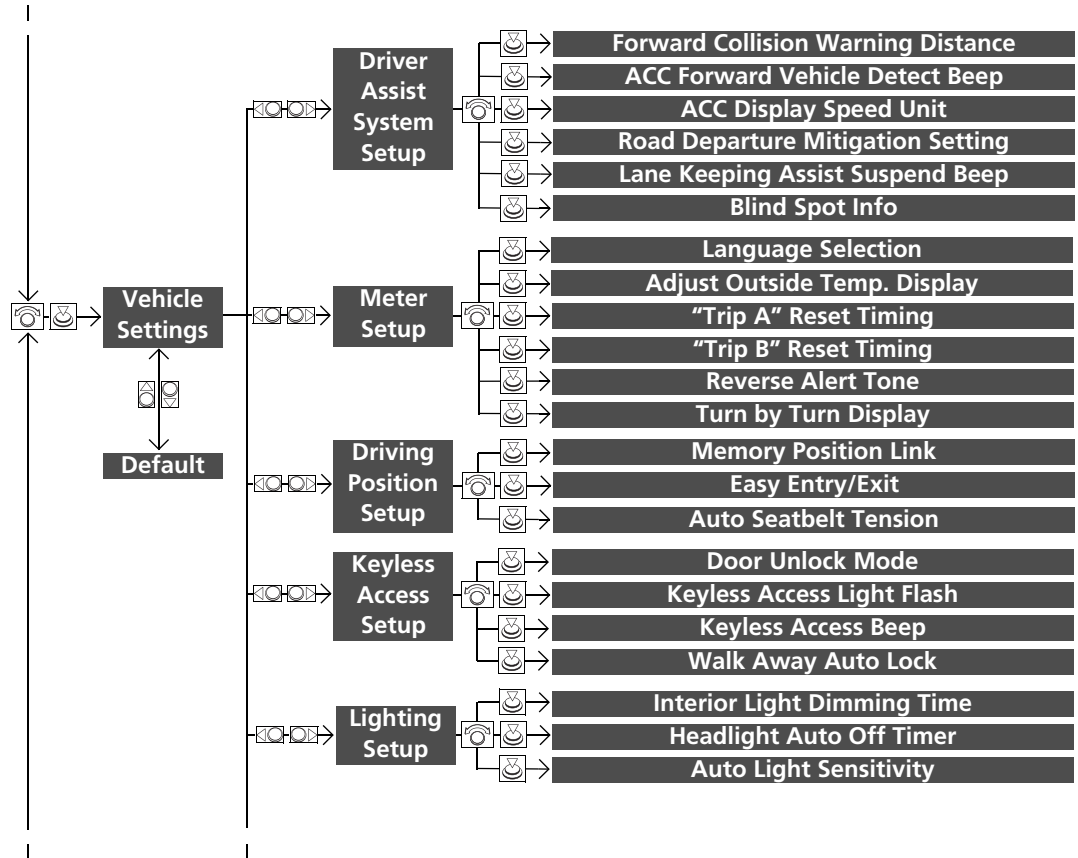 Driver
Assist
System
Setup
Forward Collision Warning Distance
ACC Forward Vehicle Detect Beep
ACC Display Speed Unit
Road Departure Mitigation Setting
Lane Keeping Assist Suspend Beep
Blind Spot Info
Vehicle
Settings
Default
Meter
Setup
Language Selection
Adjust Outside Temp. Display
“Trip A” Reset Timing
“Trip B” Reset Timing
Reverse Alert Tone
Turn by Turn Display
Driving
Position
Setup
Memory Position Link
Easy Entry/Exit
Auto Seatbelt Tension
Keyless
Access
Setup
Door Unlock Mode
Keyless Access Light Flash
Keyless Access Beep
Walk Away Auto Lock
Lighting
Setup
Interior Light Dimming Time
Headlight Auto Off Timer
Auto Light Sensitivity